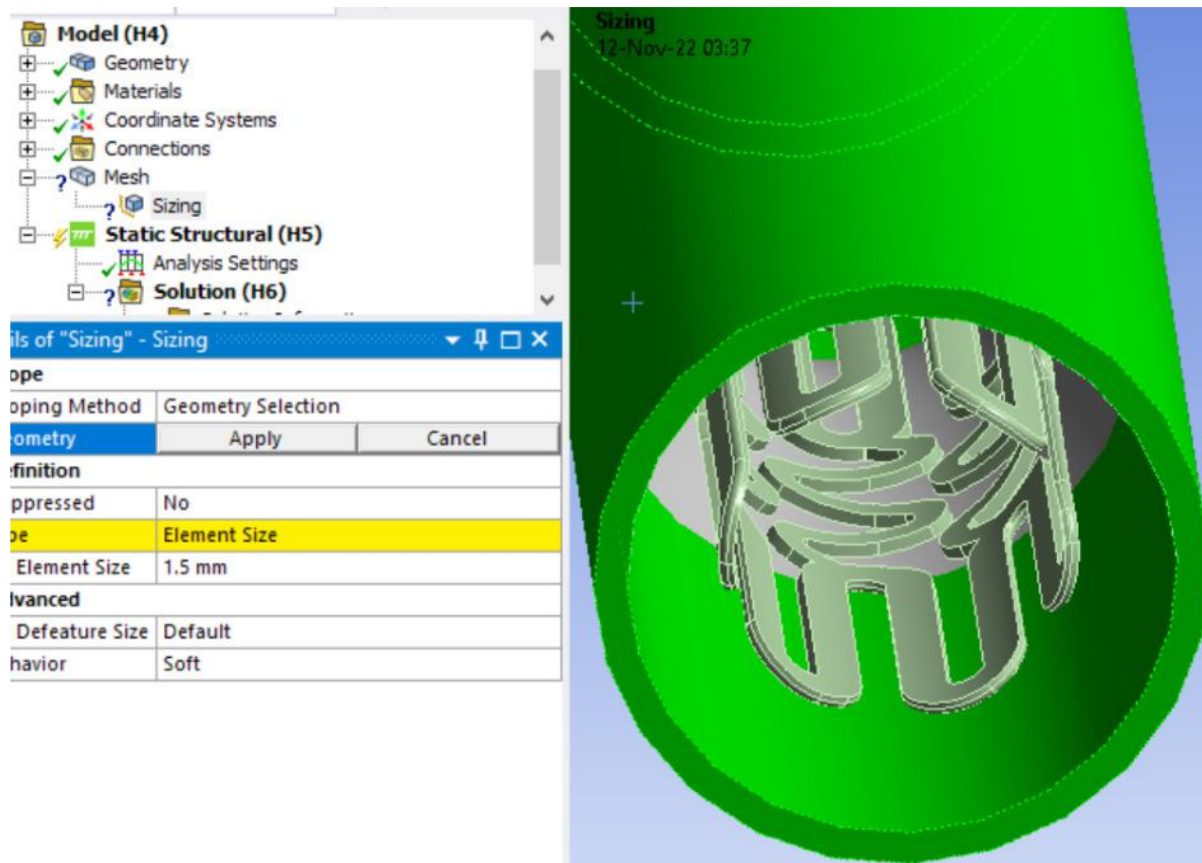 Model (H4)
Geometry
Materials
Coordinate Systems
Connections
Mesh
Sizing
Static Structural (H5)
Analysis Settings
Solution (H6)
ils of "Sizing" - Sizing
ope
oping Method Geometry Selection
ometry Apply Cancel
efinition
ppressed No
pe Element Size
Element Size 1.5 mm
dvanced
Defeature Size Default
havior Soft
Sizing
12-Nov-22 03:37